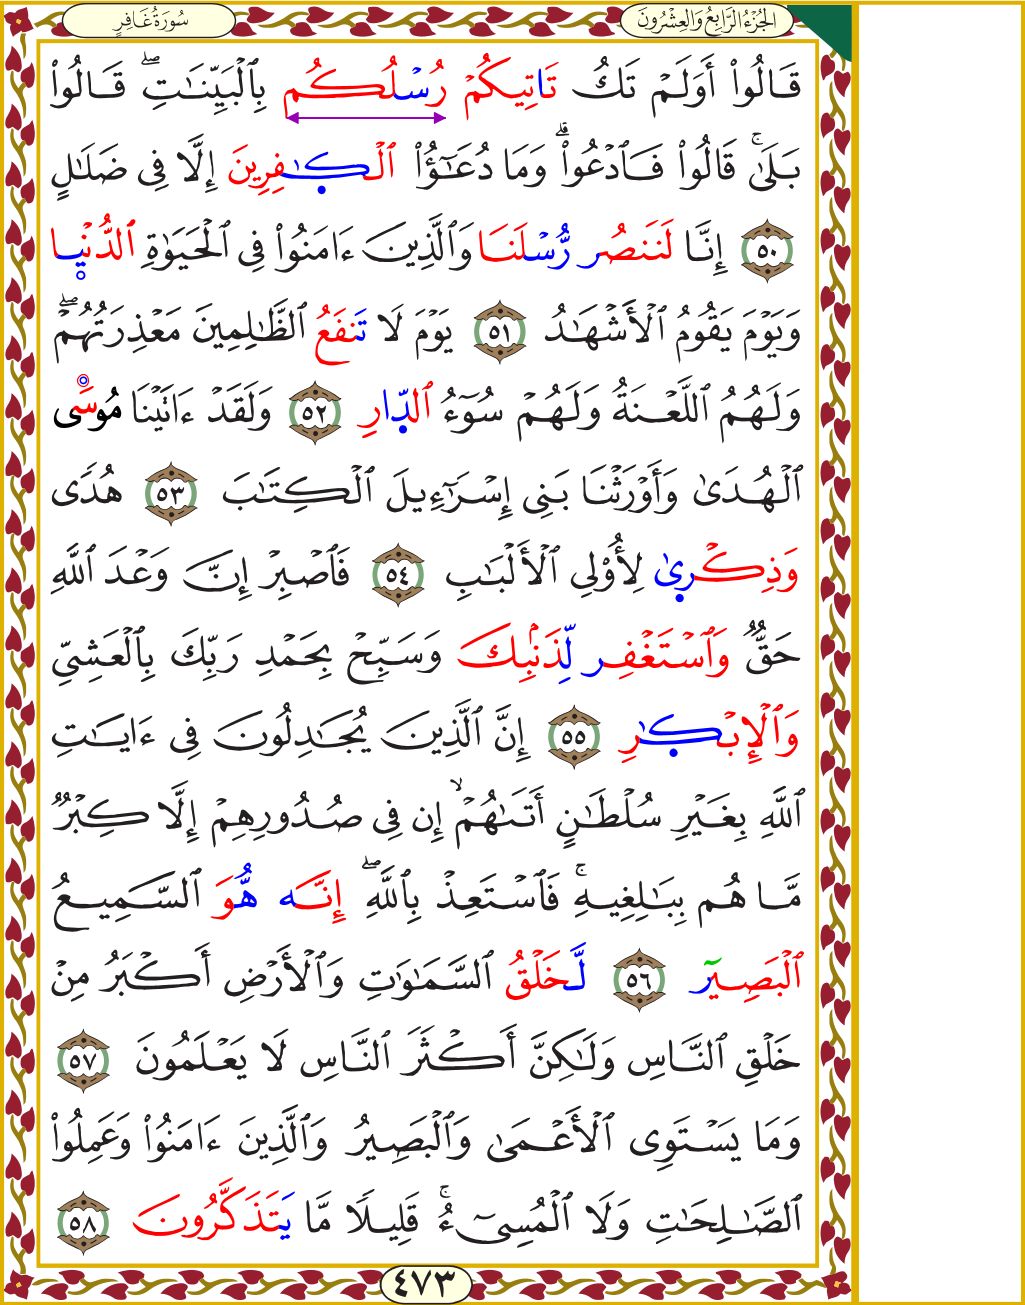 الجُزْءُ الرَّابِعُ وَالعِشْرُونَ
سُورَةُ غَافِرٍ
قَالُوا۟ أَوَلَمْ تَكُ تَاتِيكُمْ رُسْلُكُم بِٱلْبَيِّنَـٰتِ ۖ قَالُوا۟
بَلَىٰ ۚ قَالُوا۟ فَٱدْعُوا۟ ۗ وَمَا دُعَـٰٓؤُا۟ ٱلْكَـٰفِرِينَ إِلَّا فِى ضَلَـٰلٍ
٥٠ إِنَّا لَنَنصُر رُّسْلَنَا وَٱلَّذِينَ ءَامَنُوا۟ فِى ٱلْحَيَوٰةِ ٱلدُّنْيٜا
وَيَوْمَ يَقُومُ ٱلْأَشْهَـٰدُ ٥١ يَوْمَ لَا تَنفَعُ ٱلظَّـٰلِمِينَ مَعْذِرَتُهُمْ ۖ
وَلَهُمُ ٱللَّعْنَةُ وَلَهُمْ سُوٓءُ ٱلدّٜارِ ٥٢ وَلَقَدْ ءَاتَيْنَا مُوسَى
ٱلْهُدَىٰ وَأَوْرَثْنَا بَنِى إِسْرَٰٓءِيلَ ٱلْكِتَـٰبَ ٥٣ هُدًى
وَذِكْرٜىٰ لِأُو۟لِى ٱلْأَلْبَـٰبِ ٥٤ فَٱصْبِرْ إِنَّ وَعْدَ ٱللَّهِ
حَقٌّ وَٱسْتَغْفِر لِّذَنۢبِكَ وَسَبِّحْ بِحَمْدِ رَبِّكَ بِٱلْعَشِىِّ
وَٱلْإِبْكَـٰرِ ٥٥ إِنَّ ٱلَّذِينَ يُجَـٰدِلُونَ فِى ءَايَـٰتِ
ٱللَّهِ بِغَيْرِ سُلْطَـٰنٍ أَتَىٰهُمْ ۙ إِن فِى صُدُورِهِمْ إِلَّا كِبْرٌ
مَّا هُم بِبَـٰلِغِيهِ ۚ فَٱسْتَعِذْ بِٱللَّهِ ۖ إِنَّه هُّوَ ٱلسَّمِيعُ
ٱلْبَصِيٓر ٥٦ لَّخَلْقُ ٱلسَّمَـٰوَٰتِ وَٱلْأَرْضِ أَكْبَرُ مِنْ
خَلْقِ ٱلنَّاسِ وَلَـٰكِنَّ أَكْثَرَ ٱلنَّاسِ لَا يَعْلَمُونَ ٥٧
وَمَا يَسْتَوِى ٱلْأَعْمَىٰ وَٱلْبَصِيرُ وَٱلَّذِينَ ءَامَنُوا۟ وَعَمِلُوا۟
ٱلصَّـٰلِحَـٰتِ وَلَا ٱلْمُسِىٓءُ ۚ قَلِيلًا مَّا يَتَذَكَّرُونَ ٥٨
٤٧٣